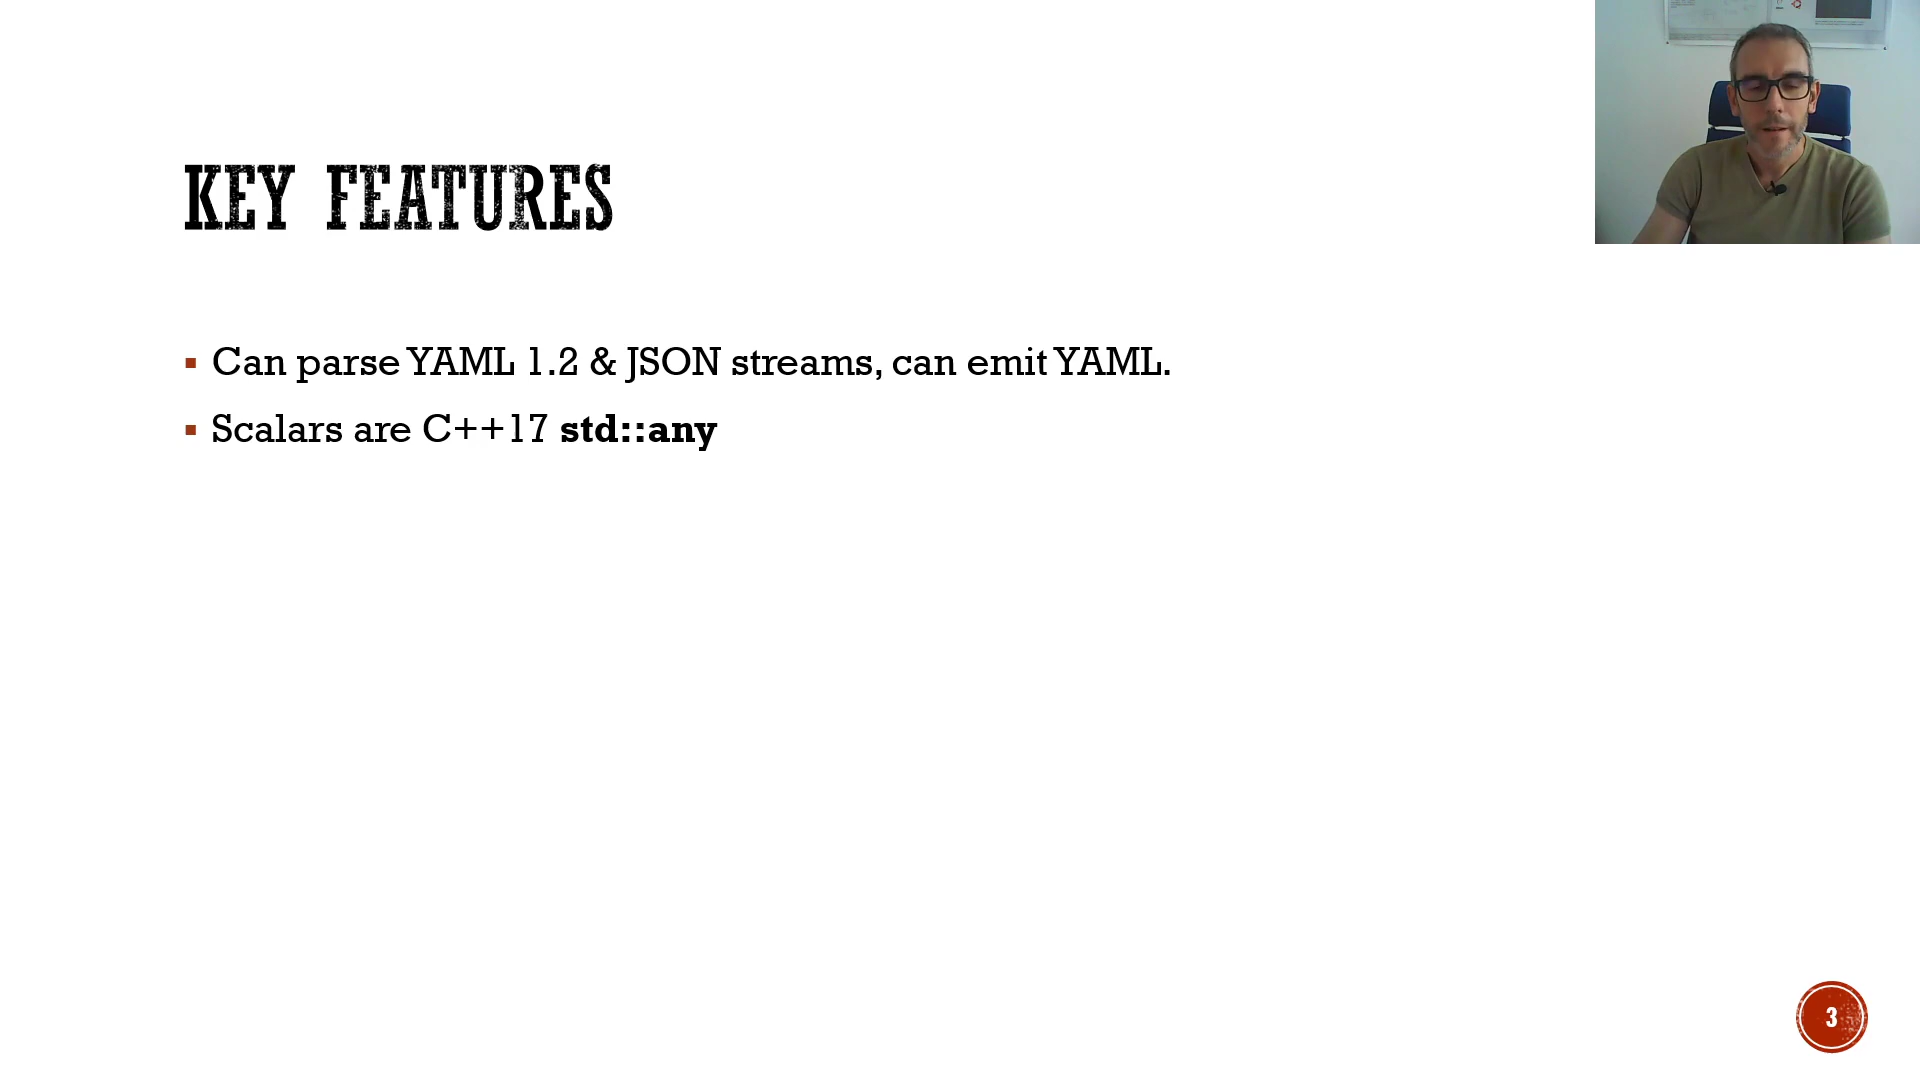 KEY FEATURES
Can parse YAML 1.2 & JSON streams, can emit YAML.
Scalars are C++17 std::any
3